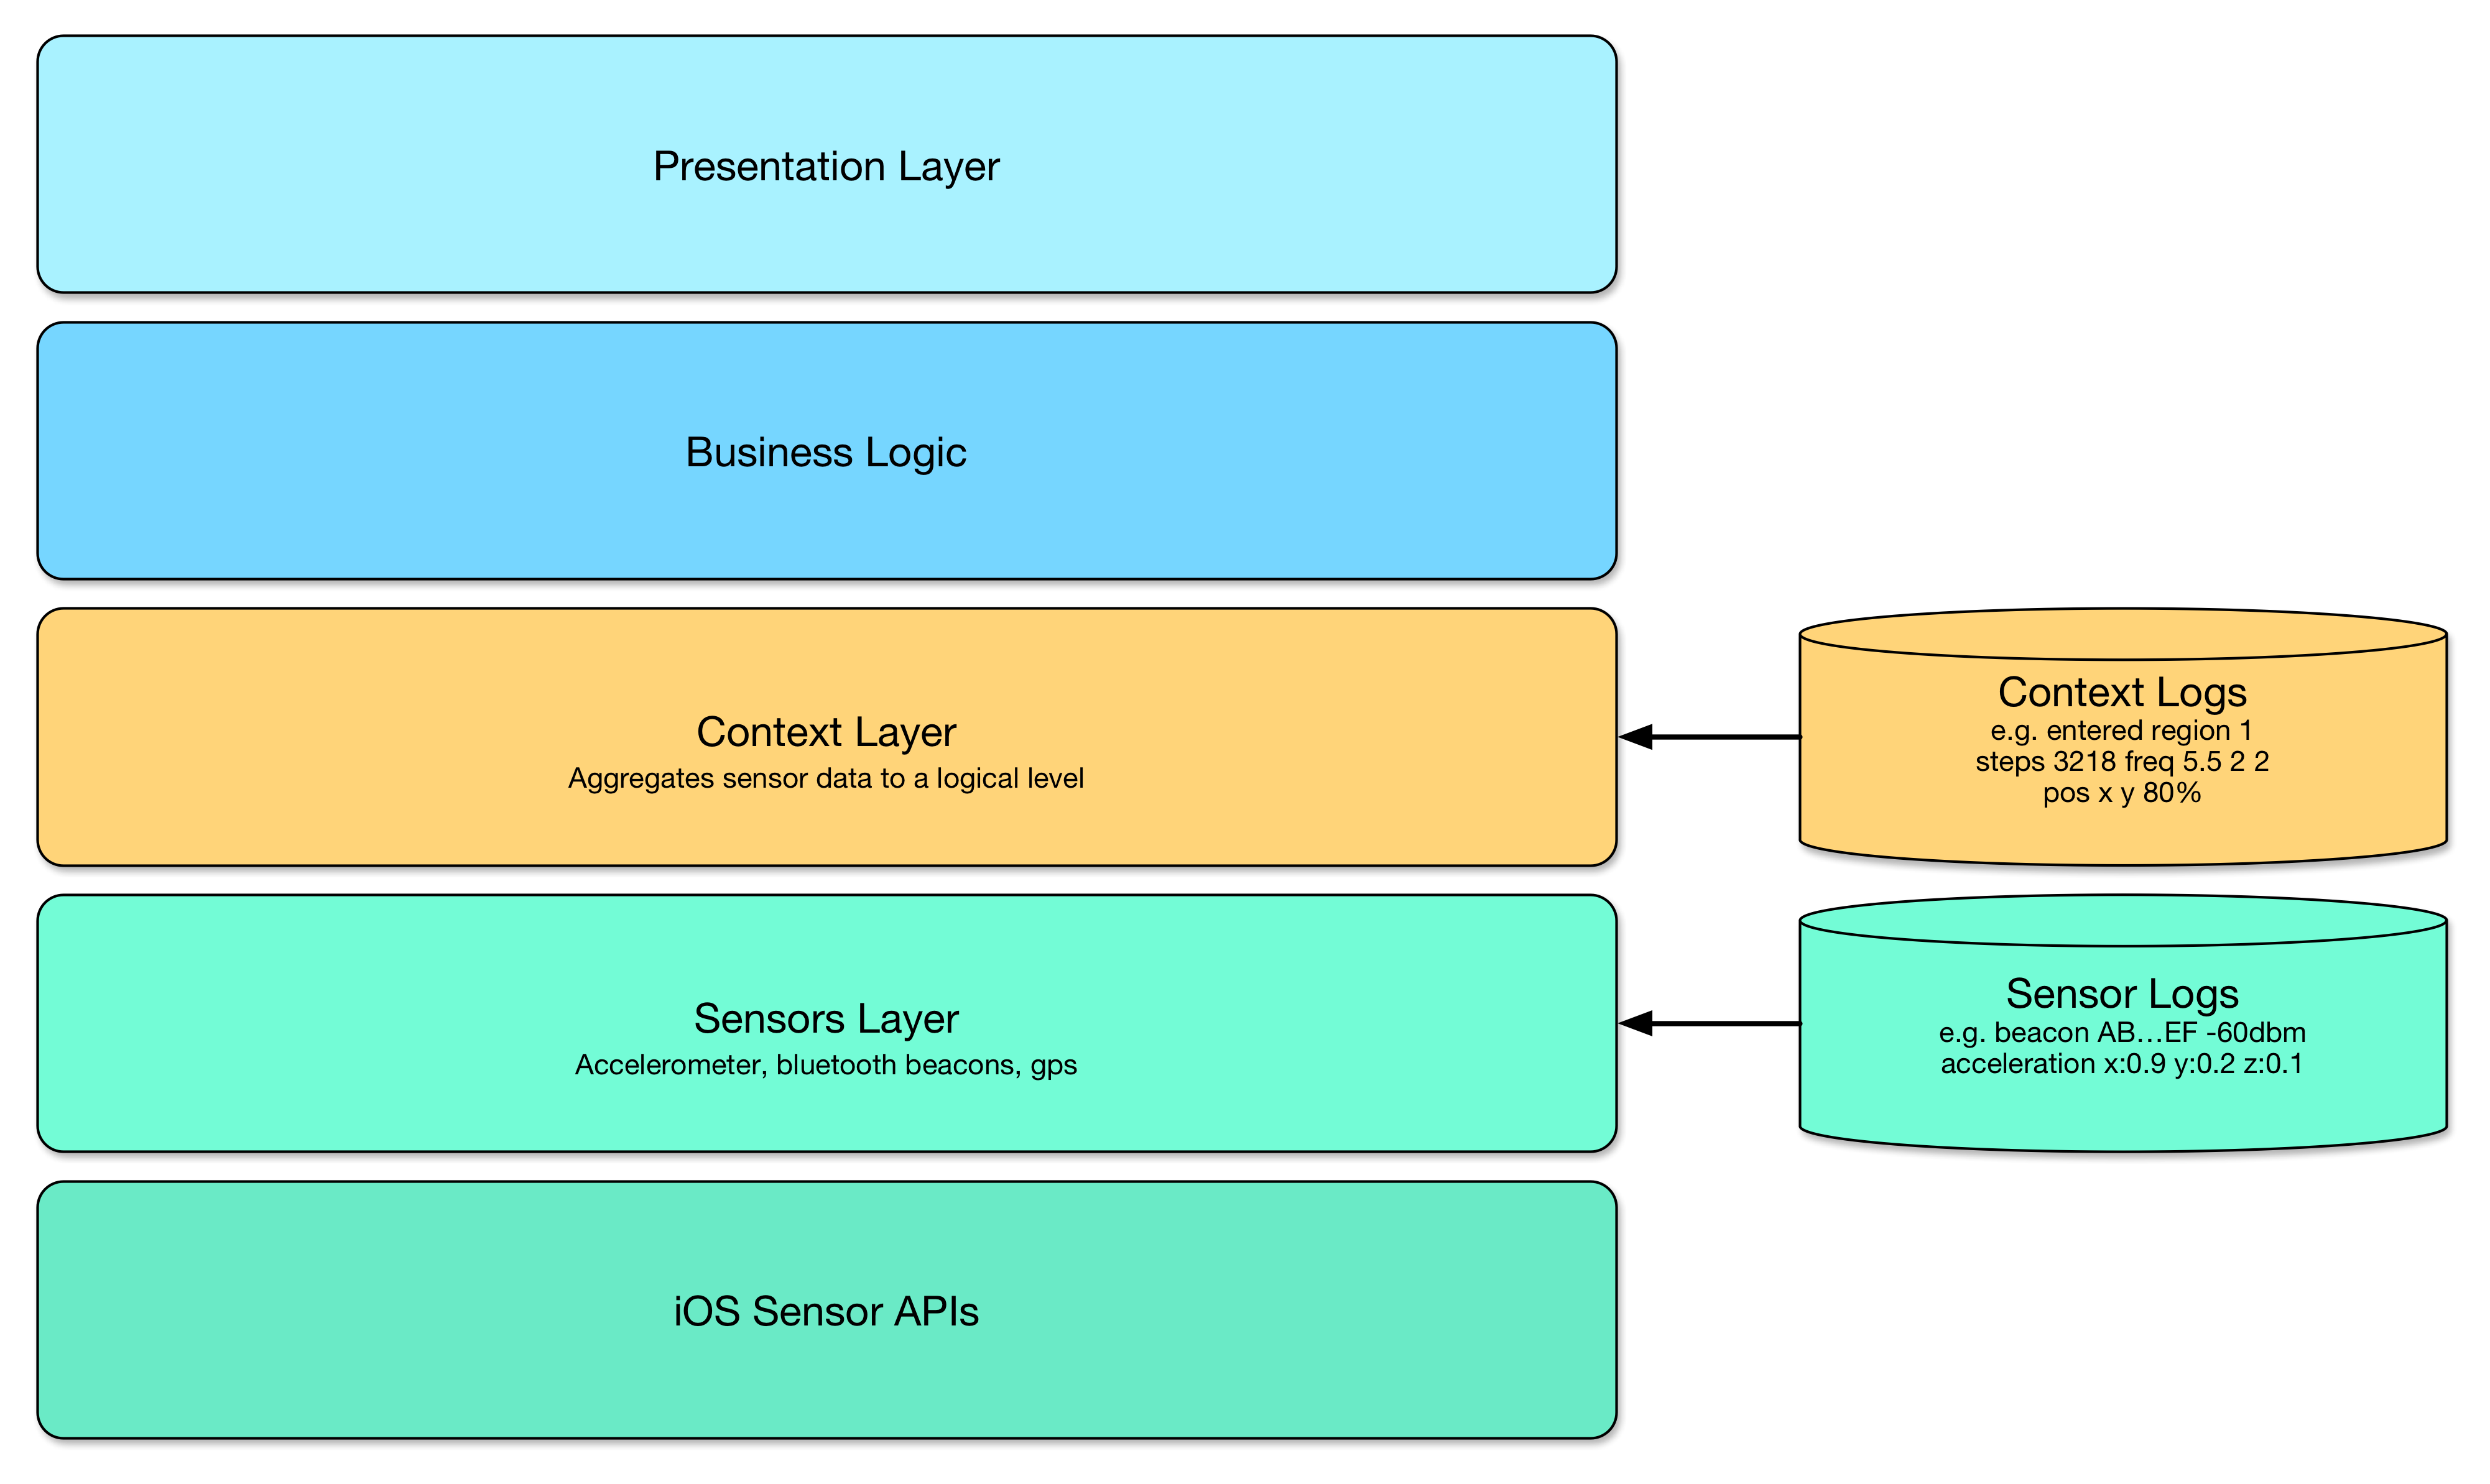 Presentation Layer
Business Logic
Context Layer
Aggregates sensor data to a logical level
Context Logs
e.g. entered region 1
steps 3218 freq 5.5 2 2
pos x y 80%
Sensors Layer
Accelerometer, bluetooth beacons, gps
Sensor Logs
e.g. beacon AB...EF -60dbm
acceleration x:0.9 y:0.2 z:0.1
iOS Sensor APIs